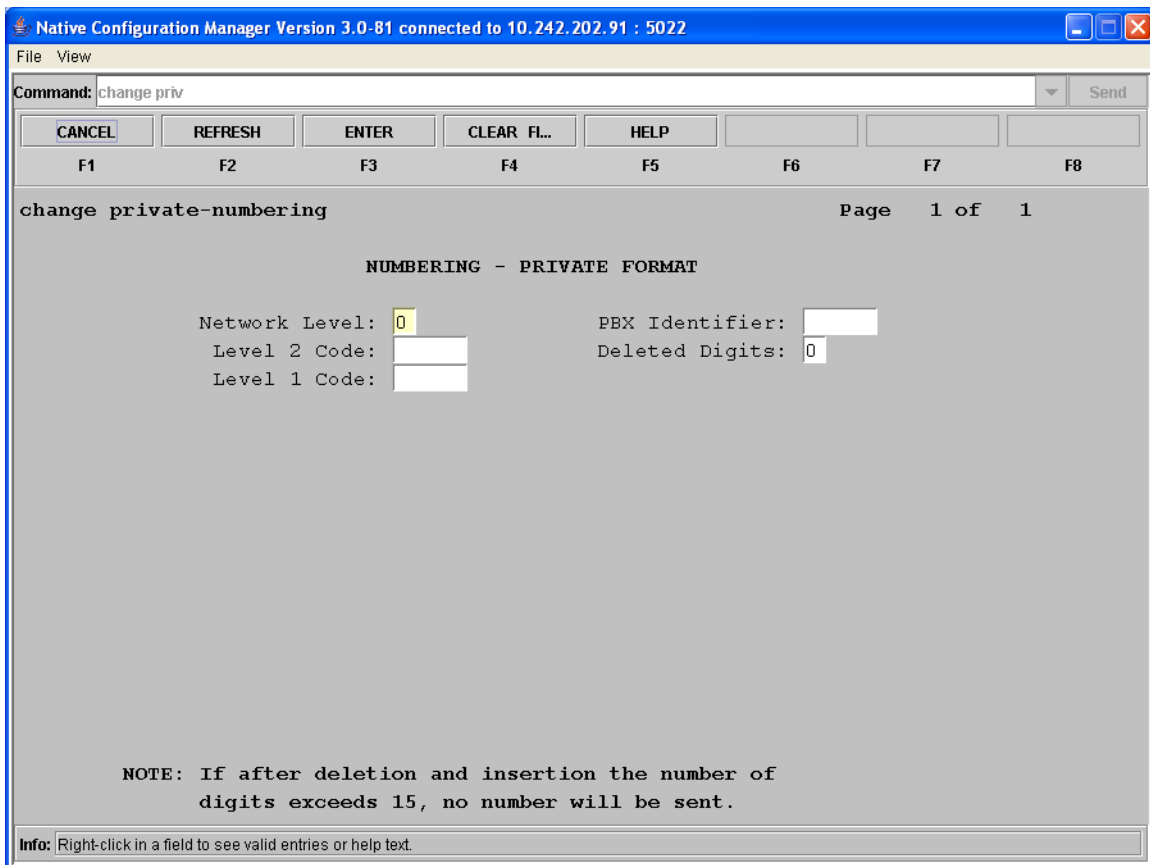 Native Configuration Manager Version 3.0-81 connected to 10.242.202.91 : 5022
File View
Command: change priv Send
CANCEL REFRESH ENTER CLEAR FI... HELP
F1 F2 F3 F4 F5 F6 F7 F8
change private-numbering Page 1 of 1
NUMBERING - PRIVATE FORMAT
Network Level: 0 PBX Identifier:
Level 2 Code: Deleted Digits: 0
Level 1 Code:
NOTE: If after deletion and insertion the number of
digits exceeds 15, no number will be sent.
Info: Right-click in a field to see valid entries or help text.